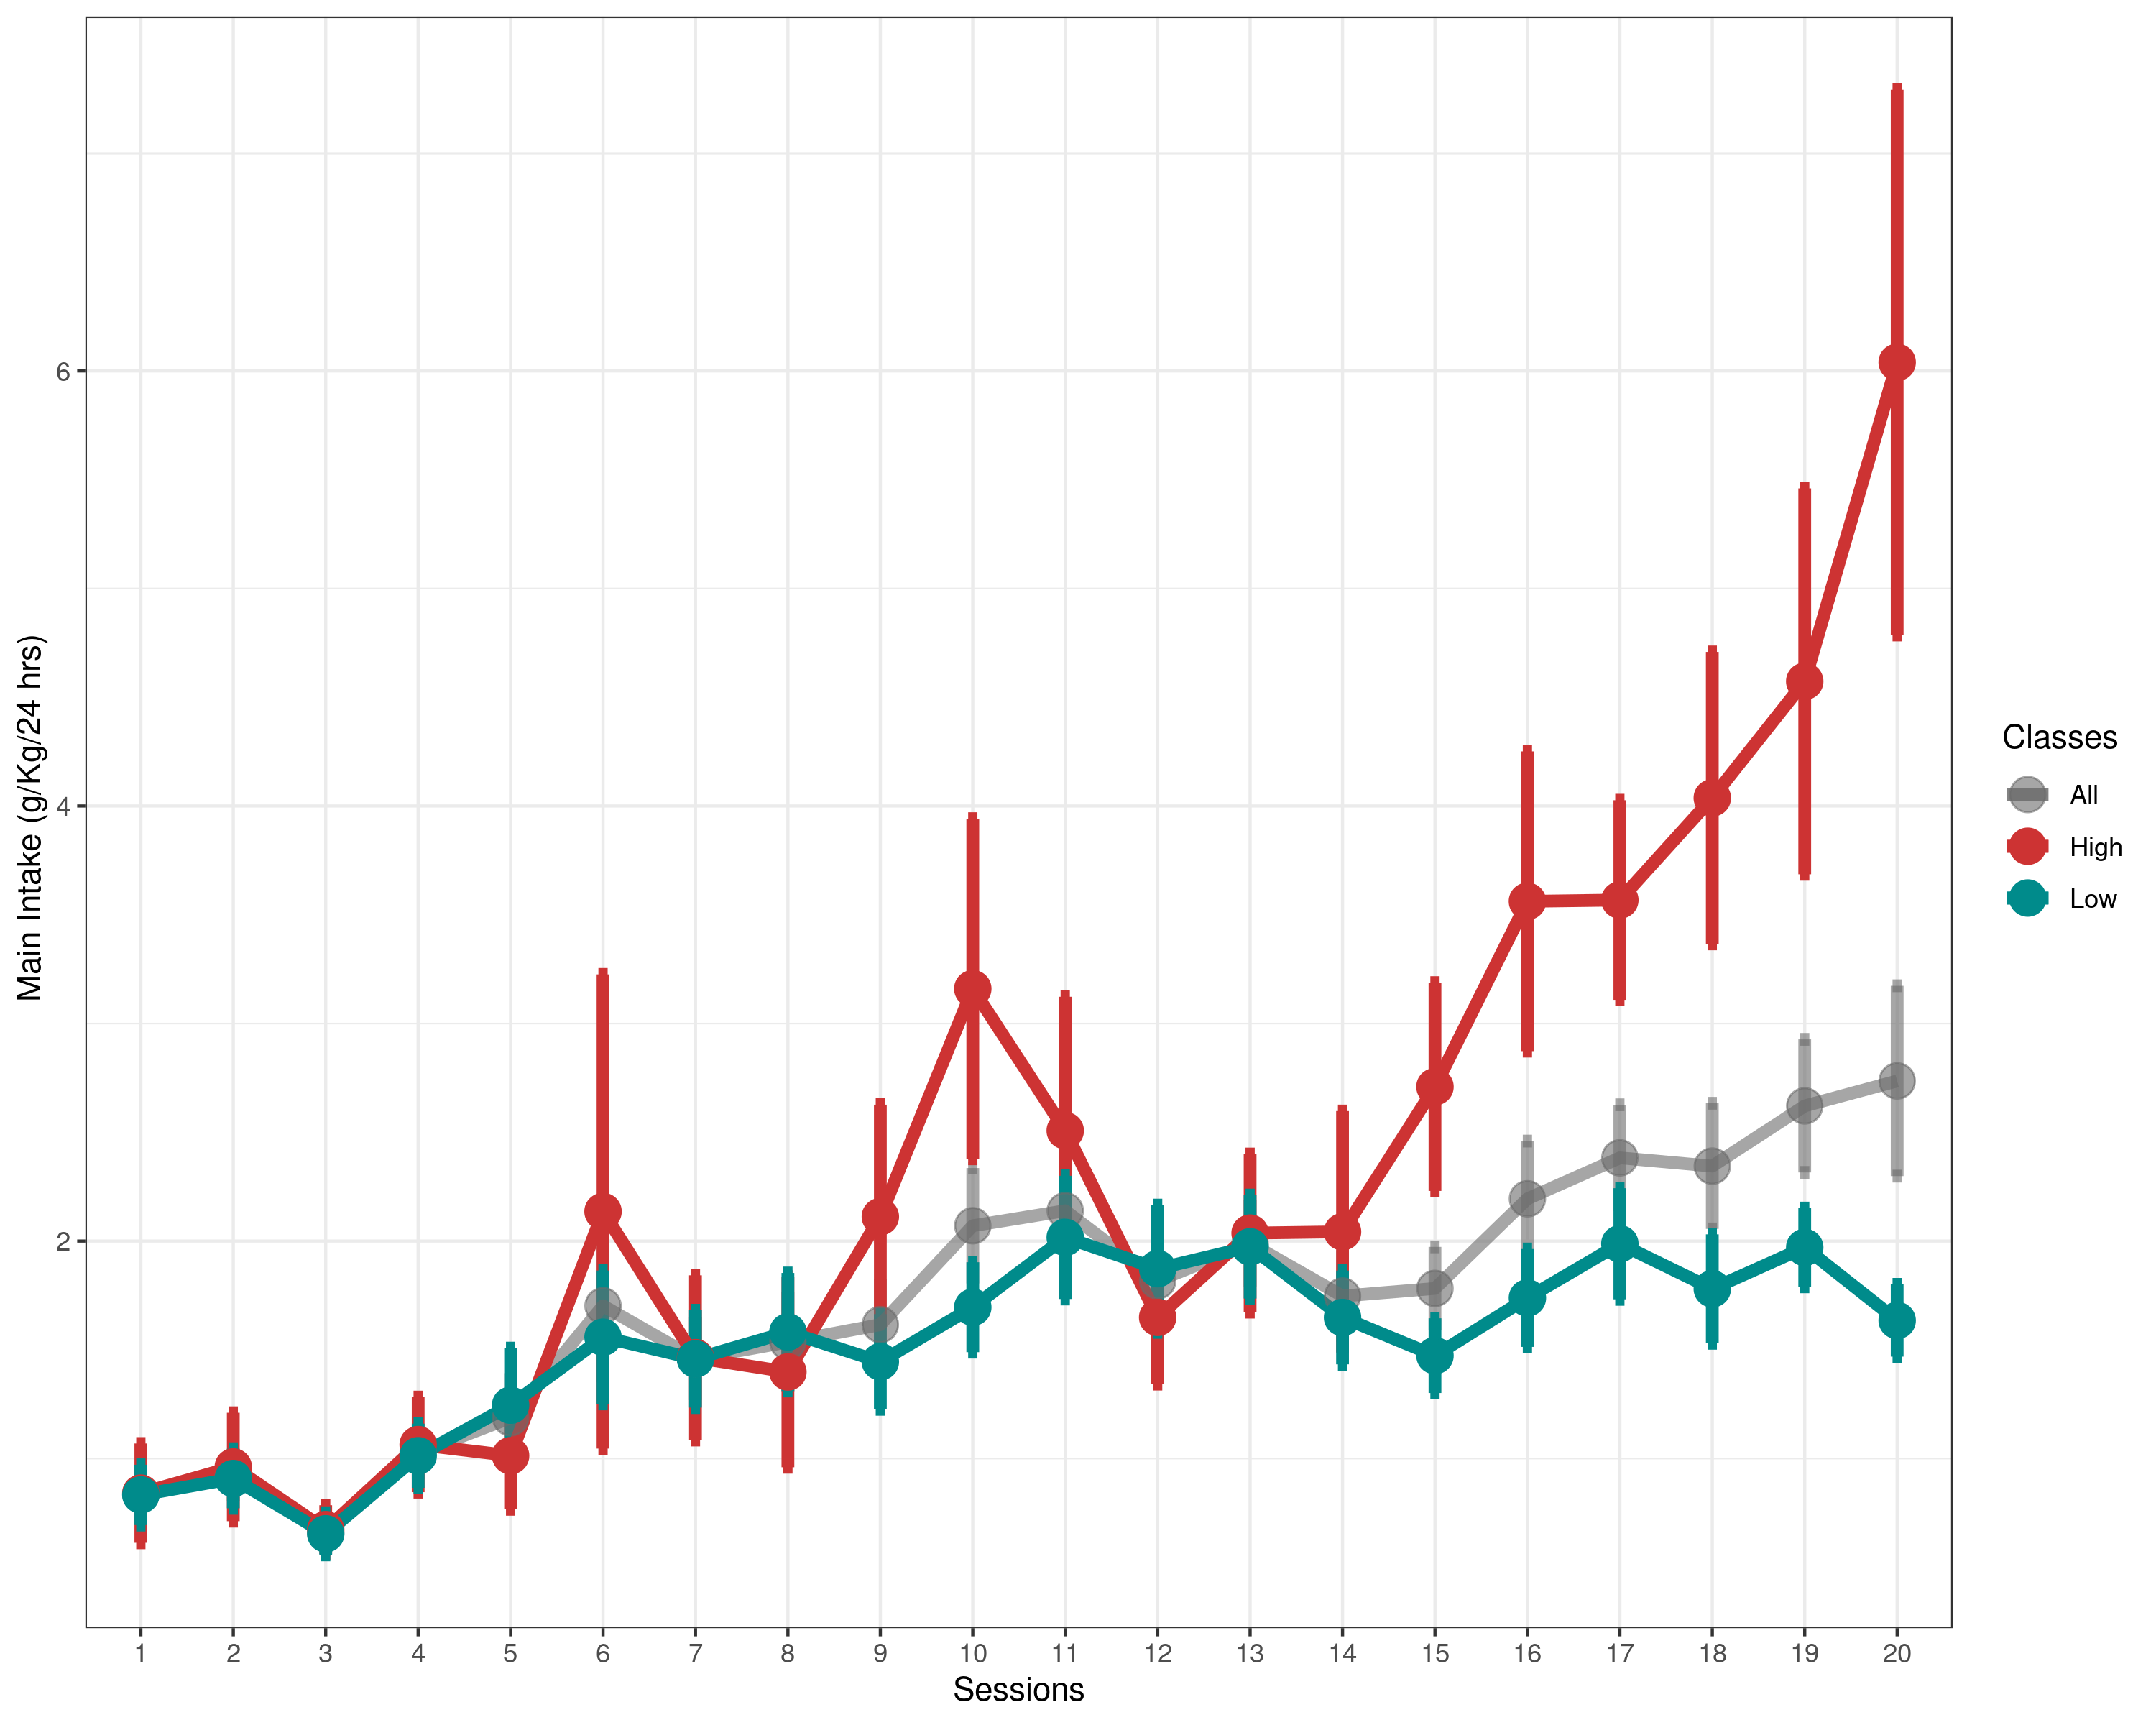 Main Intake (g/Kg/24 hrs)
6
4
2
1 2 3 4 5 6 7 8 9 10 11 12 13 14 15 16 17 18 19 20
Sessions
Classes
All
High
Low